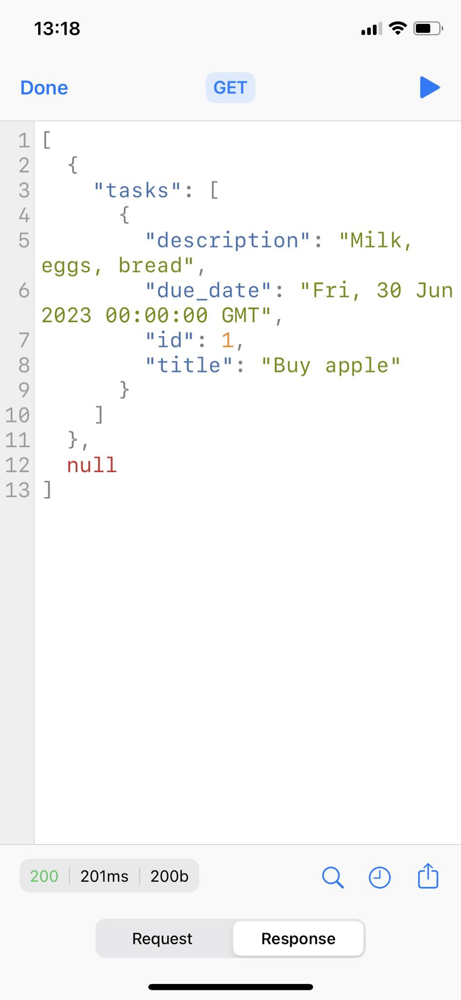 13:18
Done
GET
1 [
2 {
3 "tasks": [
4 {
5 "description": "Milk,
eggs, bread",
6 "due_date": "Fri, 30 Jun
2023 00:00:00 GMT",
7 "id": 1,
8 "title": "Buy apple"
9 }
10 ]
11 },
12 null
13 ]
200 201ms 200b
Request Response